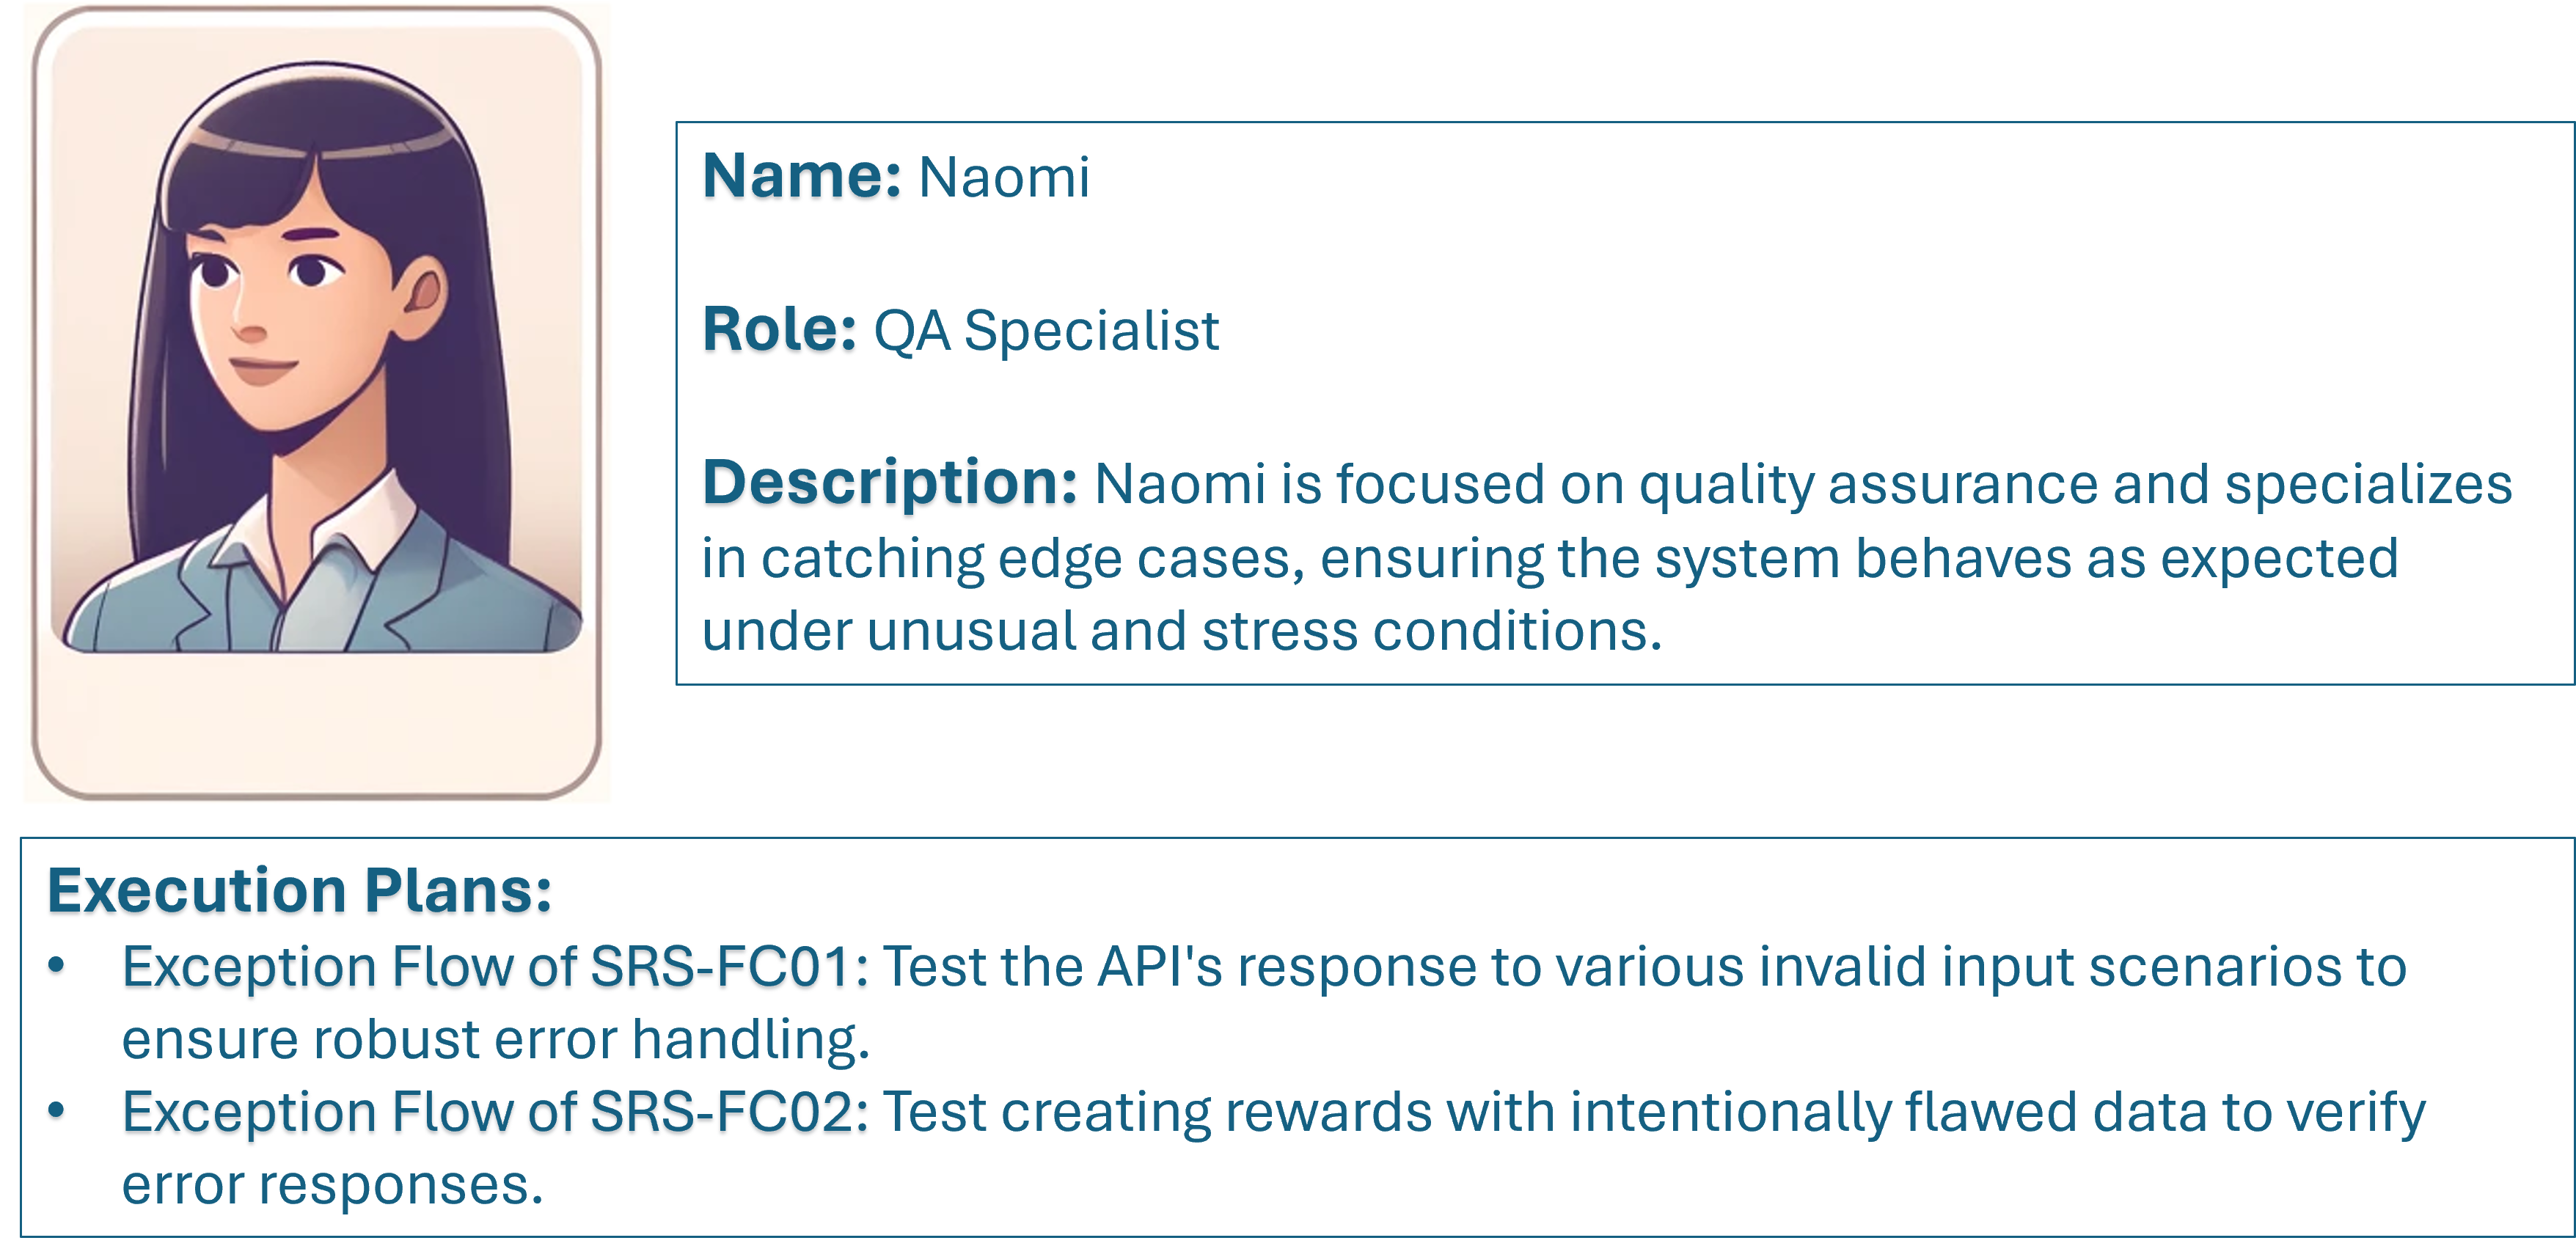 Name: Naomi
Role: QA Specialist
Description: Naomi is focused on quality assurance and specializes
in catching edge cases, ensuring the system behaves as expected
under unusual and stress conditions.
Execution Plans:
• Exception Flow of SRS-FC01: Test the API's response to various invalid input scenarios to
ensure robust error handling.
• Exception Flow of SRS-FC02: Test creating rewards with intentionally flawed data to verify
error responses.